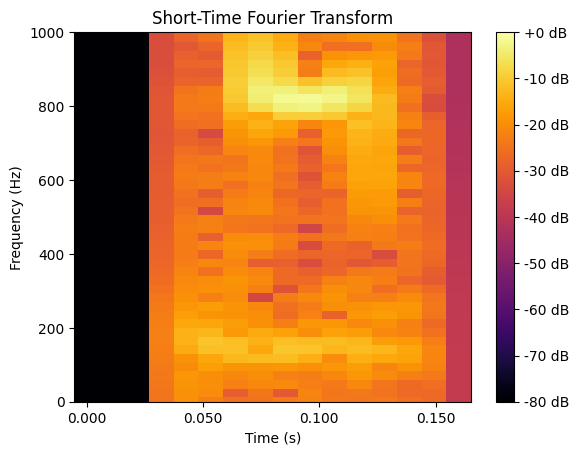 Short-Time Fourier Transform
1000
800
600
400
200
0
Frequency (Hz)
0.000
0.050
0.100
0.150
Time (s)
+0 dB
-10 dB
-20 dB
-30 dB
-40 dB
-50 dB
-60 dB
-70 dB
-80 dB